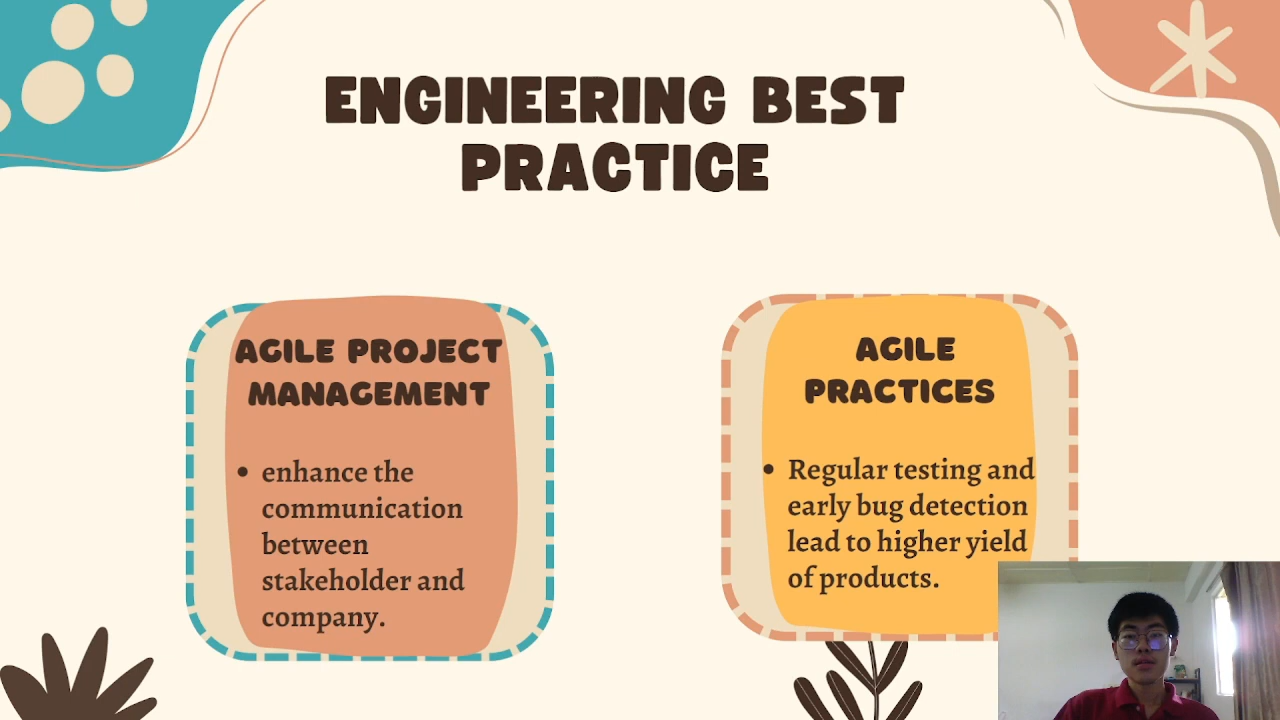 ENGINEERING BEST
PRACTICE
AGILE PROJECT
MANAGEMENT
• enhance the
communication
between
stakeholder and
company.
AGILE
PRACTICES
• Regular testing and
early bug detection
lead to higher yield
of products.